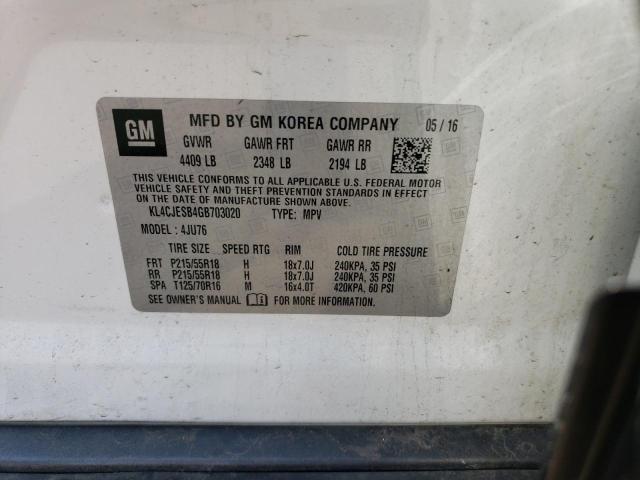 GM
MFD BY GM KOREA COMPANY 05 / 16
GVWR GAWR FRT GAWR RR
4409 LB 2348 LB 2194 LB
THIS VEHICLE CONFORMS TO ALL APPLICABLE U.S. FEDERAL MOTOR
VEHICLE SAFETY AND THEFT PREVENTION STANDARDS IN EFFECT
ON THE DATE OF MANUFACTURE SHOWN ABOVE.
KL4CJESB4GB703020 TYPE: MPV
MODEL : 4JU76
TIRE SIZE SPEED RTG RIM COLD TIRE PRESSURE
FRT P215/55R18 H 18x7.0J 240KPA, 35 PSI
RR P215/55R18 H 18x7.0J 240KPA, 35 PSI
SPA T125/70R16 M 16x4.0T 420KPA, 60 PSI
SEE OWNER'S MANUAL FOR MORE INFORMATION.